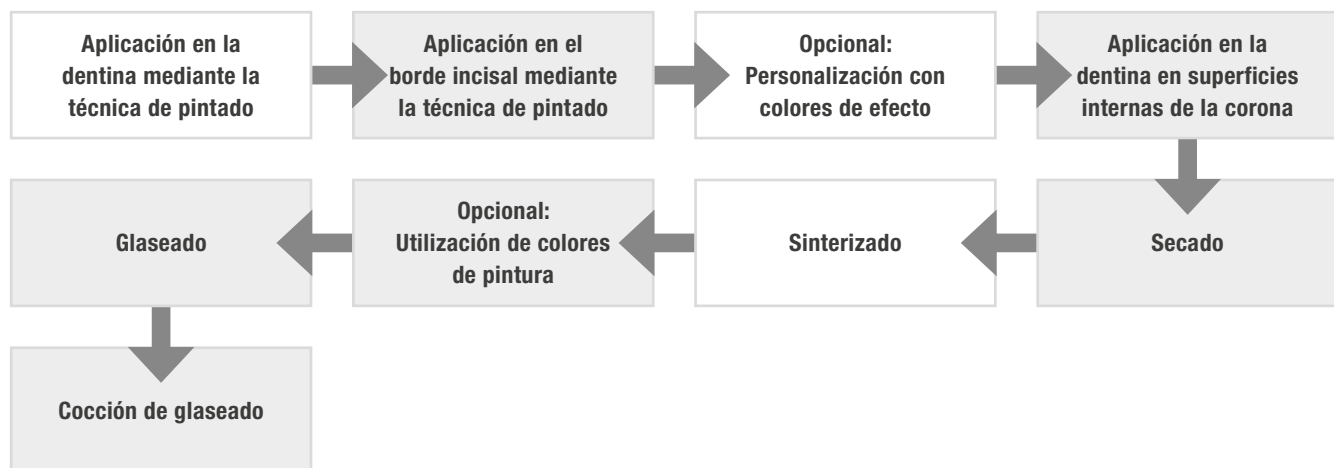 Aplicación en la
dentina mediante la
técnica de pintado
Aplicación en el
borde incisal mediante
la técnica de pintado
Opcional:
Personalización con
colores de efecto
Aplicación en la
dentina en superficies
internas de la corona
Secado
Sinterizado
Opcional:
Utilización de colores
de pintura
Glaseado
Cocción de glaseado